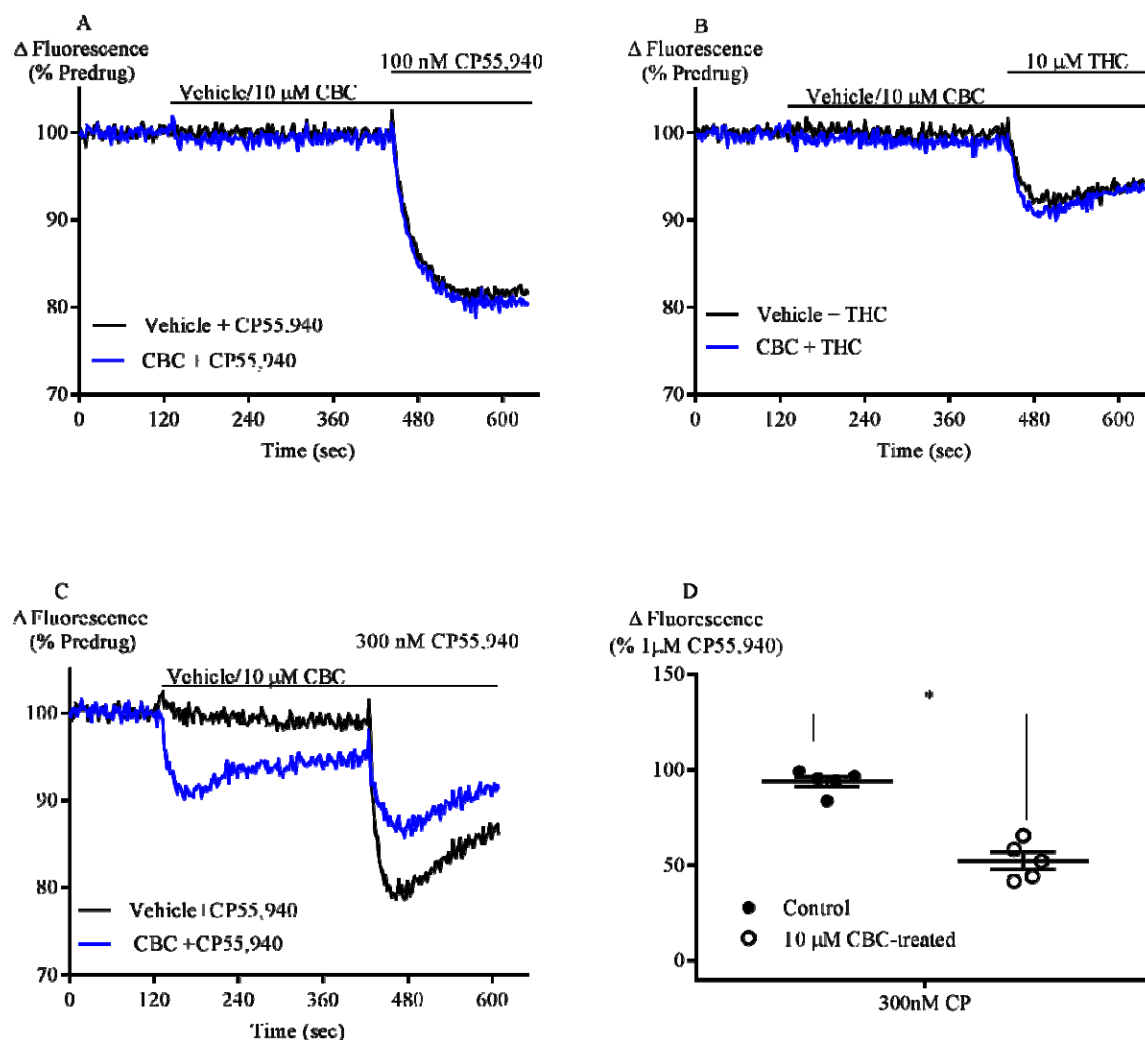 A
Δ Fluorescence
(% Predrug)
100 nM CP55,940
Vehicle/10 μM CBC
100
90
80
70
Vehicle + CP55,940
CBC + CP55,940
0 120 240 360 480 600
Time (sec)
B
Δ Fluorescence
(% Predrug)
10 μM THC
Vehicle/10 μM CBC
100
90
80
70
Vehicle – THC
CBC + THC
0 120 240 360 480 600
Time (sec)
C
Δ Fluorescence
(% Predrug)
300 nM CP55,940
Vehicle/10 μM CBC
100
90
80
70
Vehicle+CP55,940
CBC +CP55,940
0 120 240 360 480 600
Time (sec)
D
Δ Fluorescence
(% 1μM CP55,940)
150
100
50
0
*
Control
10 μM CBC-treated
300nM CP